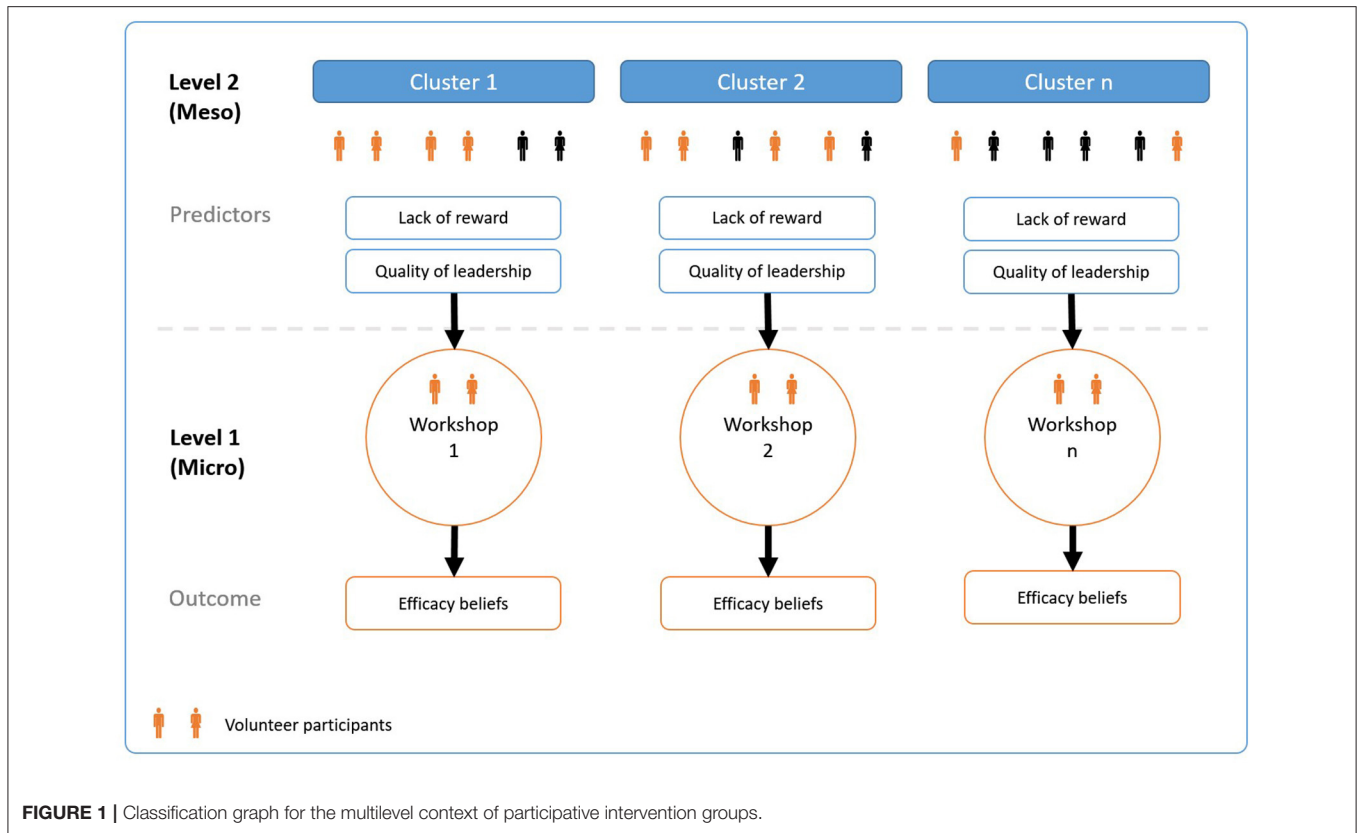 Level 2
(Meso)
Cluster 1
Cluster 2
Cluster n
Predictors
Lack of reward
Lack of reward
Lack of reward
Quality of leadership
Quality of leadership
Quality of leadership
Level 1
(Micro)
Workshop
1
Workshop
2
Workshop
n
Outcome
Efficacy beliefs
Efficacy beliefs
Efficacy beliefs
Volunteer participants
FIGURE 1 | Classification graph for the multilevel context of participative intervention groups.